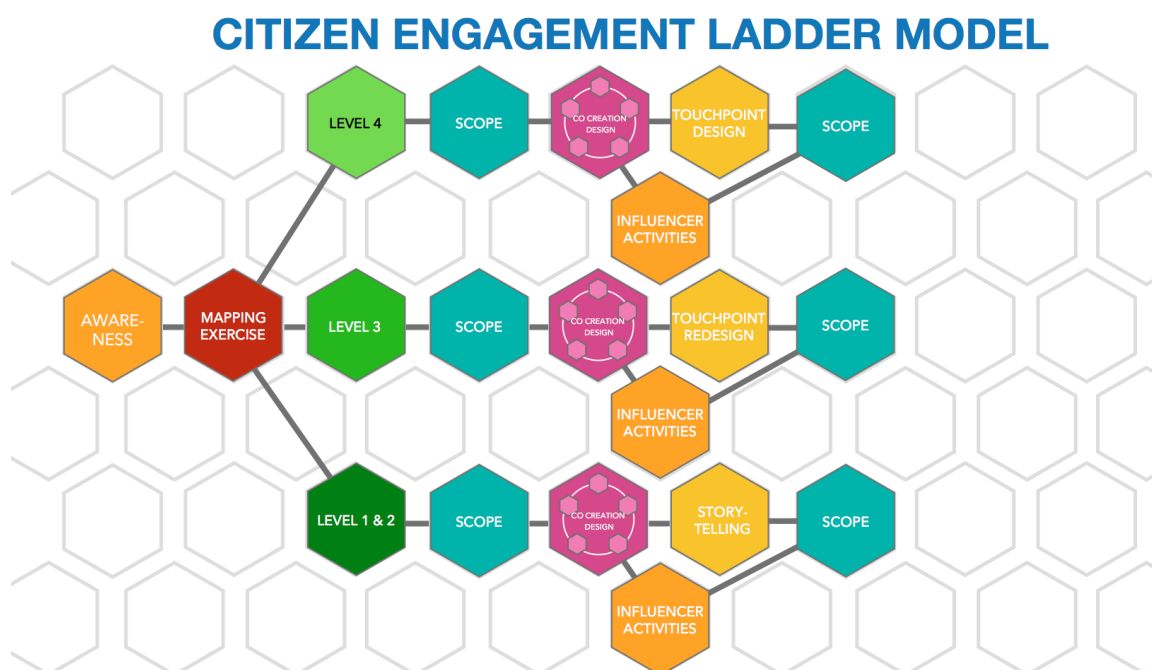 CITIZEN ENGAGEMENT LADDER MODEL
LEVEL 4
SCOPE
CO CREATION
DESIGN
TOUCHPOINT
DESIGN
SCOPE
INFLUENCER
ACTIVITIES
AWARE-
NESS
MAPPING
EXERCISE
LEVEL 3
SCOPE
CO CREATION
DESIGN
TOUCHPOINT
REDESIGN
SCOPE
INFLUENCER
ACTIVITIES
LEVEL 1 & 2
SCOPE
CO CREATION
DESIGN
STORY-
TELLING
SCOPE
INFLUENCER
ACTIVITIES